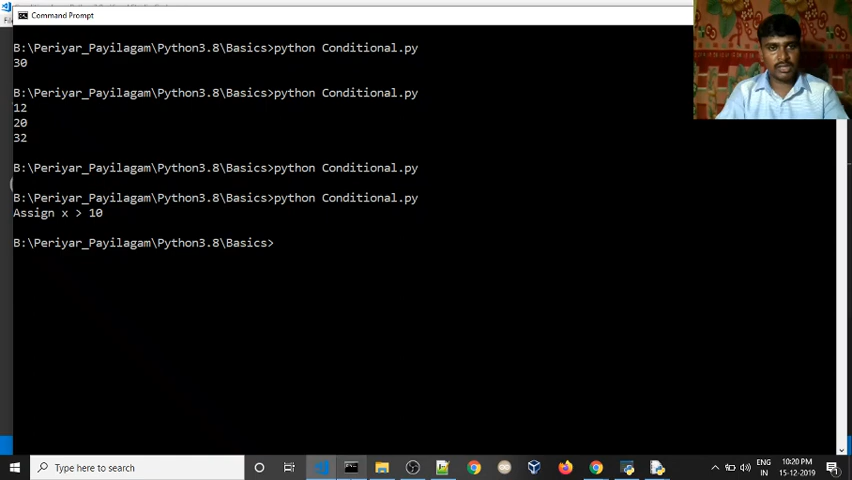 Command Prompt
B:\Periyar_Payilagam\Python3.8\Basics>python Conditional.py
30
B:\Periyar_Payilagam\Python3.8\Basics>python Conditional.py
12
20
32
B:\Periyar_Payilagam\Python3.8\Basics>python Conditional.py
B:\Periyar_Payilagam\Python3.8\Basics>python Conditional.py
Assign x > 10
B:\Periyar_Payilagam\Python3.8\Basics>
Type here to search
ENG
IN
10:20 PM
15-12-2019